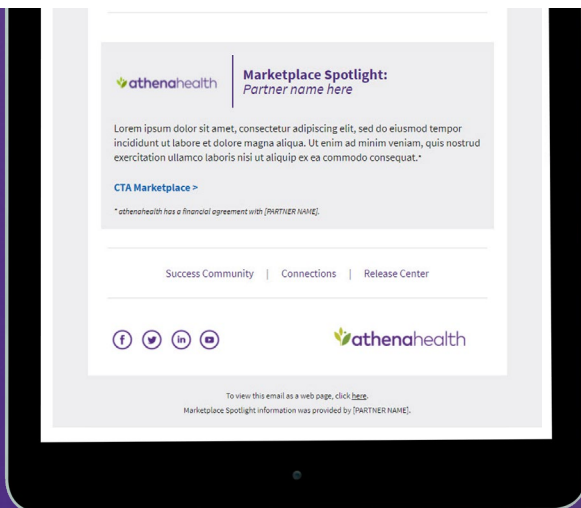 athenahealth
Marketplace Spotlight:
Partner name here
Lorem ipsum dolor sit amet, consectetur adipiscing elit, sed do eiusmod tempor
incididunt ut labore et dolore magna aliqua. Ut enim ad minim veniam, quis nostrud
exercitation ullamco laboris nisi ut aliquip ex ea commodo consequat.*
CTA Marketplace >
* athenahealth has a financial agreement with [PARTNER NAME].
Success Community | Connections | Release Center
f in
athenahealth
To view this email as a web page, click here.
Marketplace Spotlight information was provided by [PARTNER NAME].